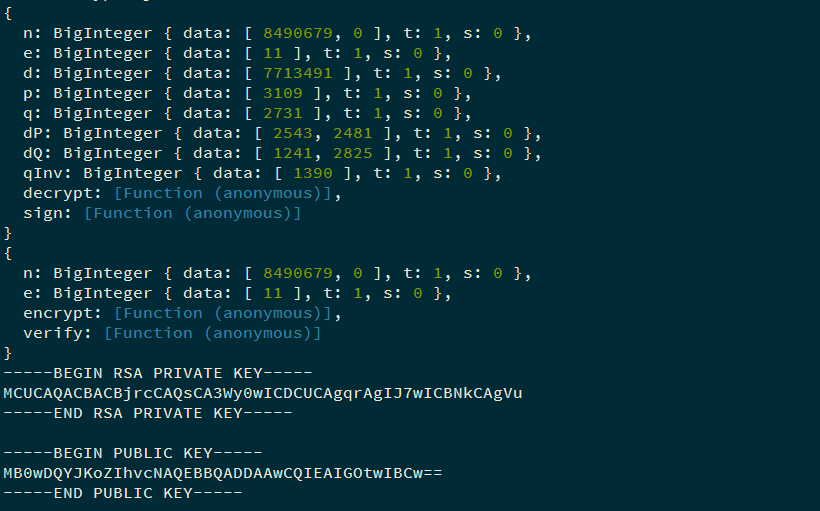 {
  n: BigInteger { data: [ 8490679, 0 ], t: 1, s: 0 },
  e: BigInteger { data: [ 11 ], t: 1, s: 0 },
  d: BigInteger { data: [ 7713491 ], t: 1, s: 0 },
  p: BigInteger { data: [ 3109 ], t: 1, s: 0 },
  q: BigInteger { data: [ 2731 ], t: 1, s: 0 },
  dP: BigInteger { data: [ 2543, 2481 ], t: 1, s: 0 },
  dQ: BigInteger { data: [ 1241, 2825 ], t: 1, s: 0 },
  qInv: BigInteger { data: [ 1390 ], t: 1, s: 0 },
  decrypt: [Function (anonymous)],
  sign: [Function (anonymous)]
}
{
  n: BigInteger { data: [ 8490679, 0 ], t: 1, s: 0 },
  e: BigInteger { data: [ 11 ], t: 1, s: 0 },
  encrypt: [Function (anonymous)],
  verify: [Function (anonymous)]
}
-----BEGIN RSA PRIVATE KEY-----
MCUCAQACBACBjrcCAQsCA3Wy0wICDCUCAgqrAgIJ7wICBNkCAgVu
-----END RSA PRIVATE KEY-----

-----BEGIN PUBLIC KEY-----
MB0wDQYJKoZIhvcNAQEBBQADDAAwCQIEAIGOtwIBCw==
-----END PUBLIC KEY-----